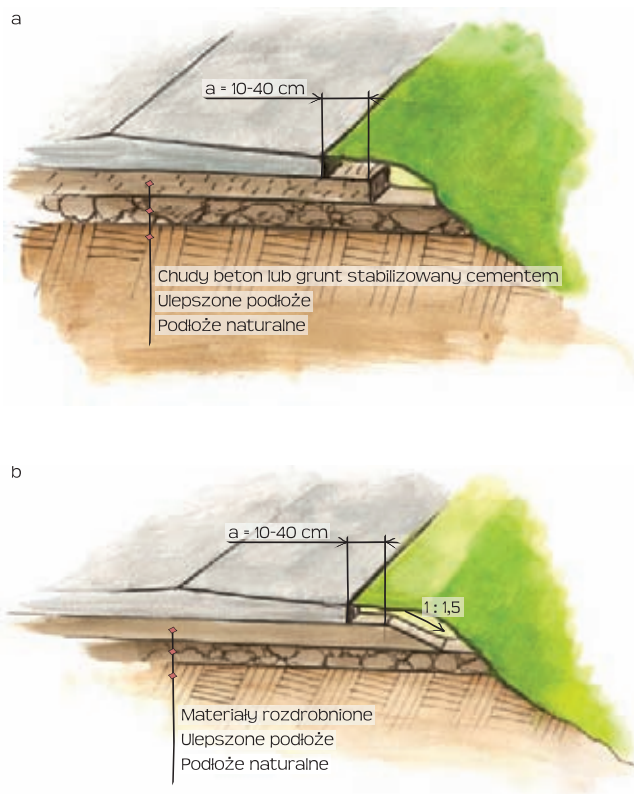 a
a = 10-40 cm
Chudy beton lub grunt stabilizowany cementem
Ulepszone podłoże
Podłoże naturalne
b
a = 10-40 cm
1 : 1,5
Materiały rozdrobnione
Ulepszone podłoże
Podłoże naturalne